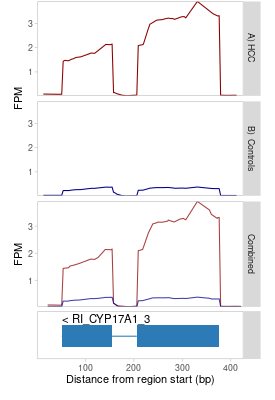 3
2
1
A) HCC
3
2
1
B) Controls
FPM
3
2
1
Combined
FPM
< RI_CYP17A1_3
100 200 300 400
Distance from region start (bp)